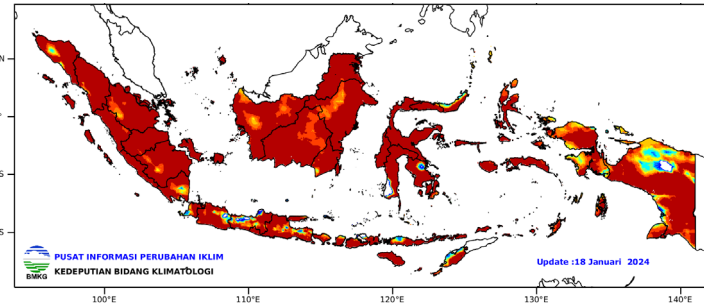 N
S
S
PUSAT INFORMASI PERUBAHAN IKLIM
KEDEPUTIAN BIDANG KLIMATOLOGI
BMKG
Update :18 Januari 2024
100°E 110°E 120°E 130°E 140°E